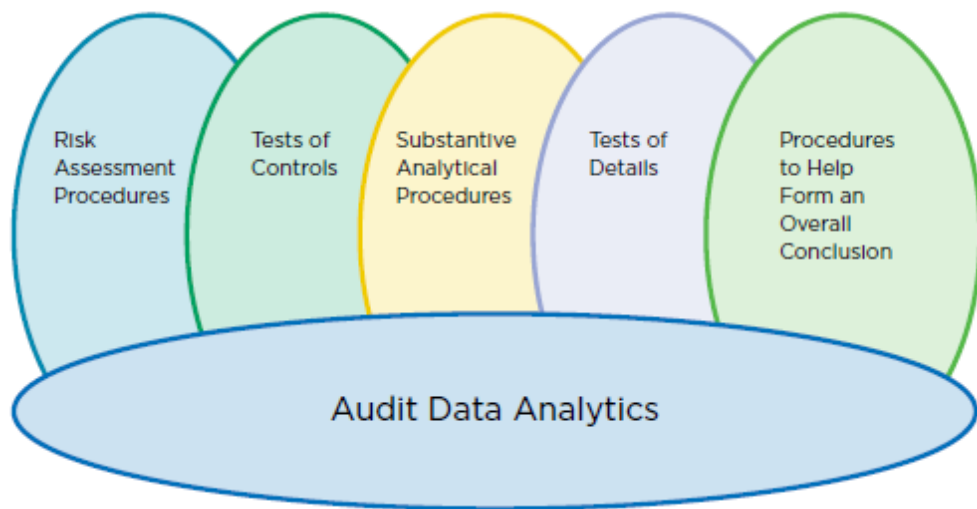 Risk
Assessment
Procedures
Tests of
Controls
Substantive
Analytical
Procedures
Tests of
Details
Procedures
to Help
Form an
Overall
Conclusion
Audit Data Analytics